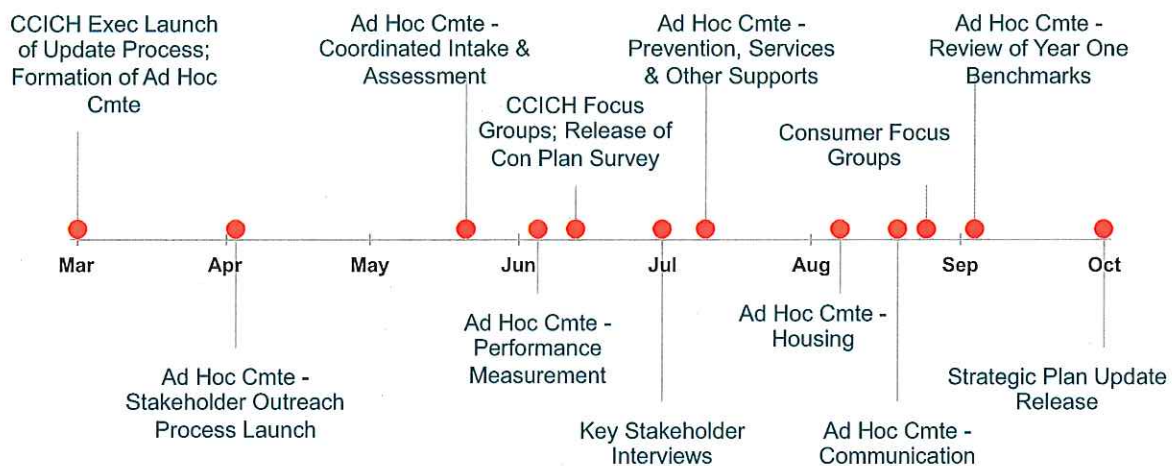 CCICH Exec Launch
of Update Process;
Formation of Ad Hoc
Cmte
Ad Hoc Cmte -
Coordinated Intake &
Assessment
CCICH Focus
Groups; Release of
Con Plan Survey
Ad Hoc Cmte -
Prevention, Services
& Other Supports
Consumer Focus
Groups
Ad Hoc Cmte -
Review of Year One
Benchmarks
Mar Apr May Jun Jul Aug Sep Oct
Ad Hoc Cmte -
Stakeholder Outreach
Process Launch
Ad Hoc Cmte -
Performance
Measurement
Key Stakeholder
Interviews
Ad Hoc Cmte -
Housing
Ad Hoc Cmte -
Communication
Strategic Plan Update
Release